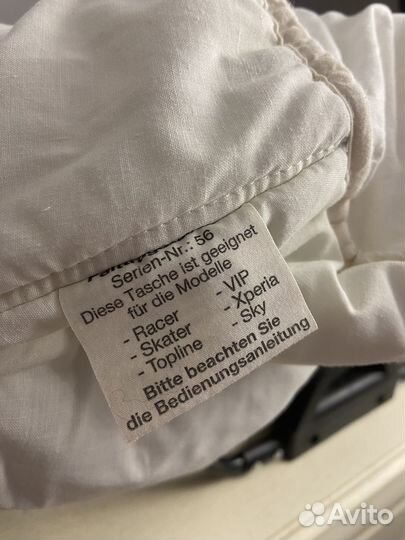 Serien-Nr.: 56
Diese Tasche ist geeignet
für die Modelle
- Racer - VIP
- Skater - Xperia
- Topline - Sky
Bitte beachten Sie
die Bedienungsanleitung
Avito